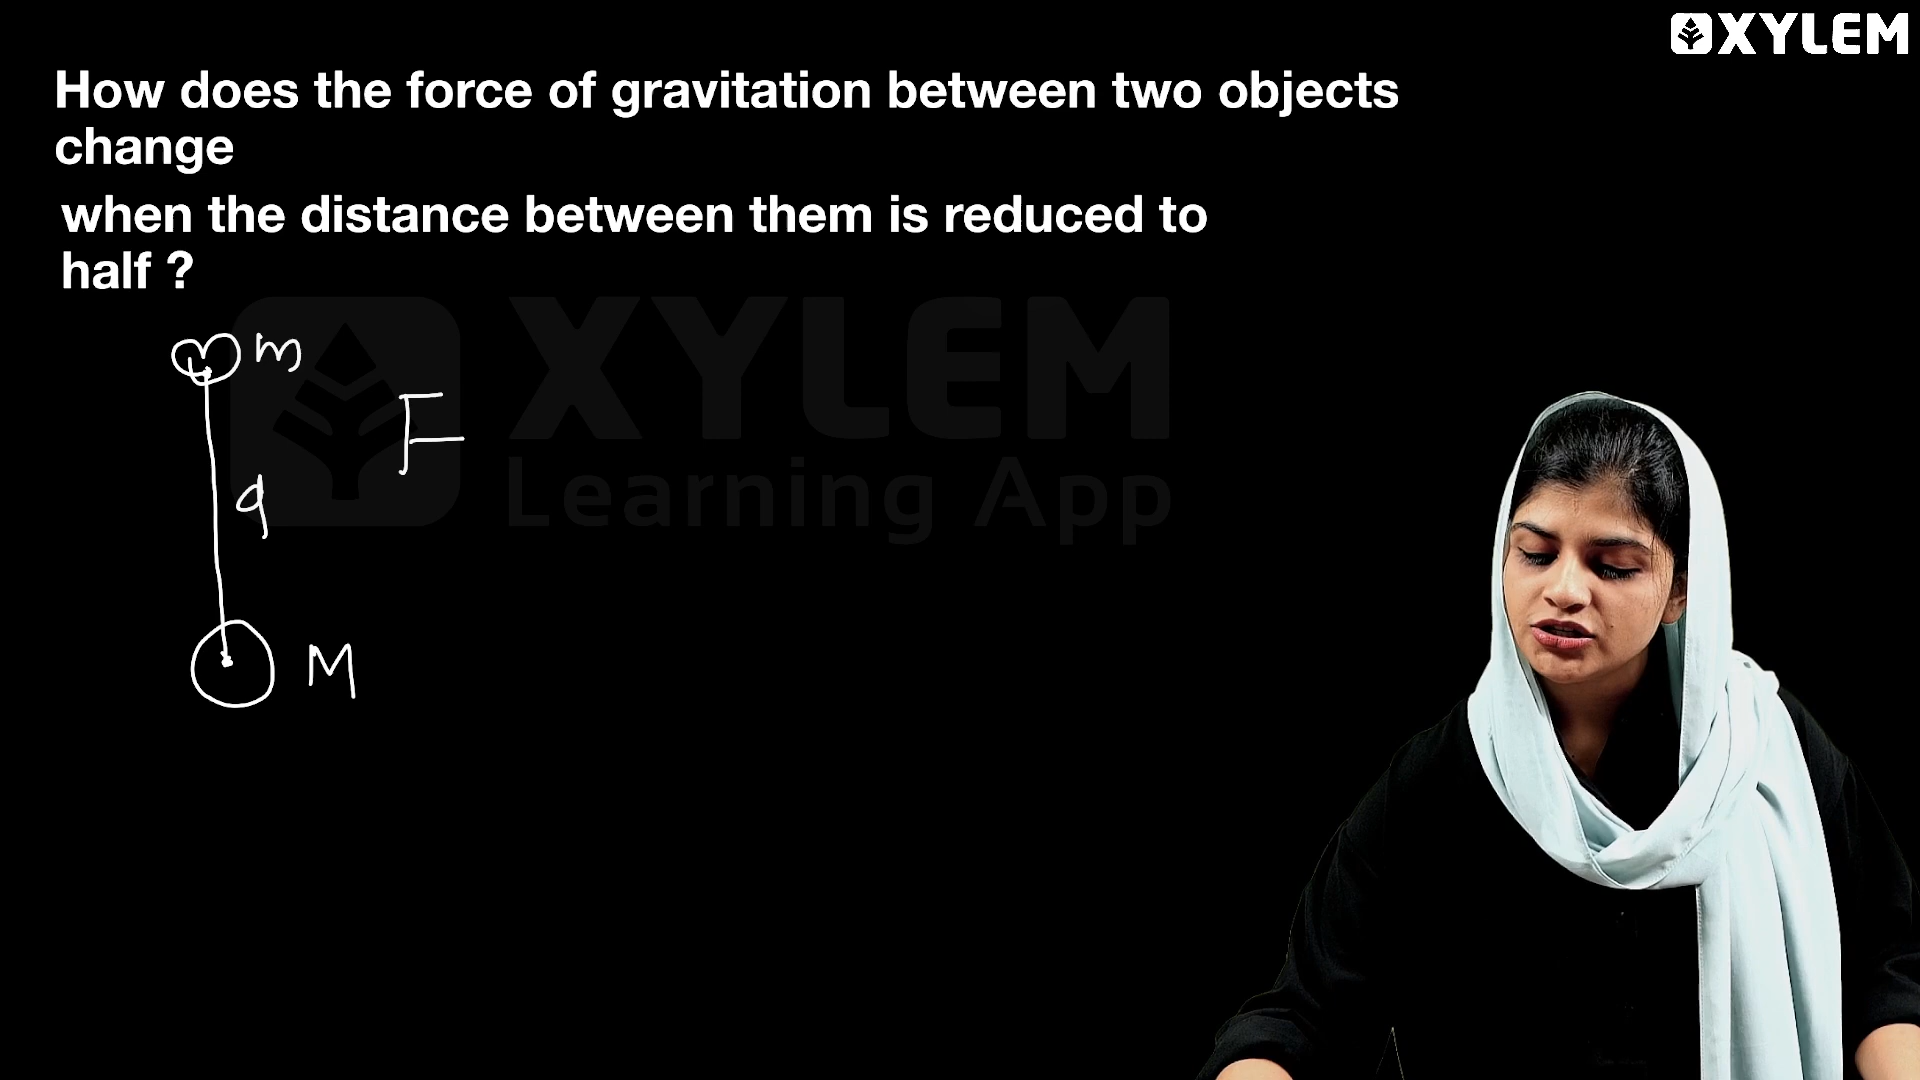 XYLEM
How does the force of gravitation between two objects
change
when the distance between them is reduced to
half ?
XYLEM
Learning App
m
F
M